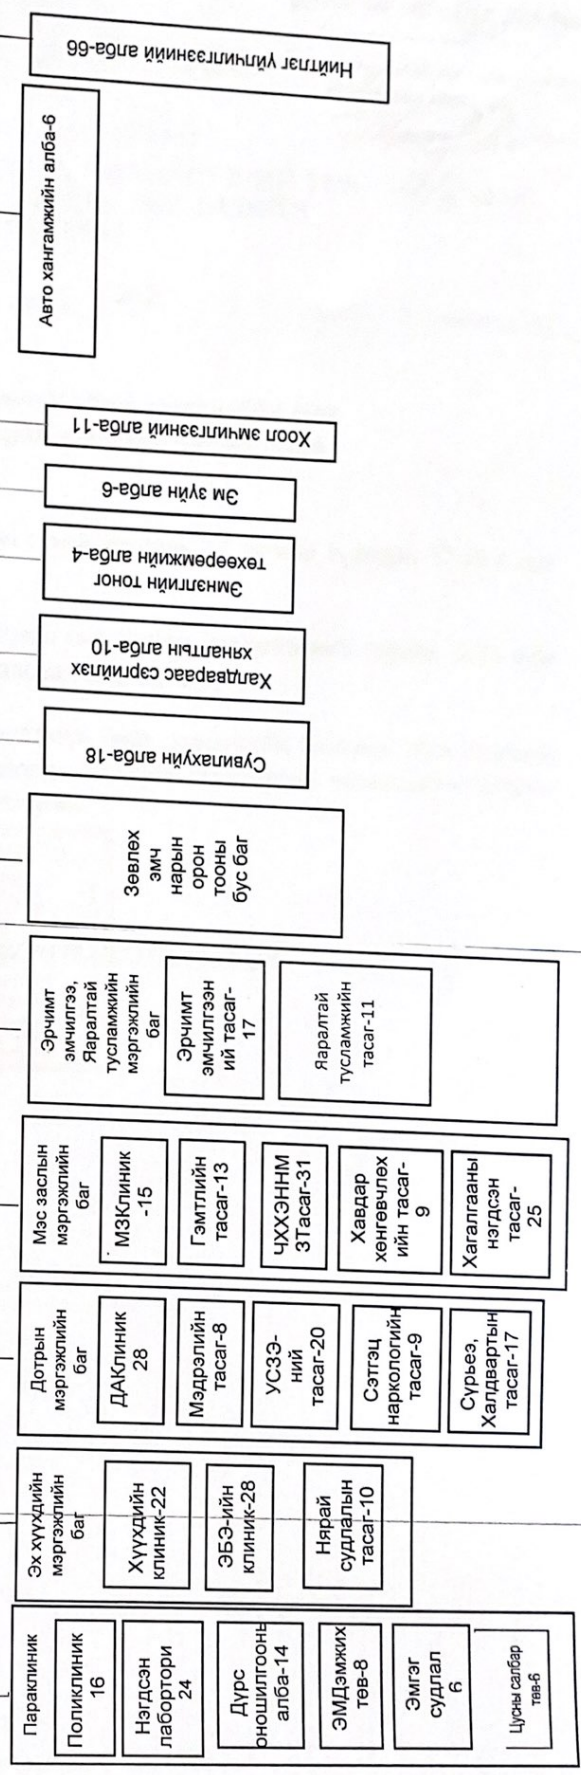 Параклиник
Поликлиник
16
Нэгдсэн
лаборtори
24
Дүрс
оношилгооны
алба-14
ЭМДэмжих
төв-8
Эмгэг
судлал
6
Цусны салбар
төв-6
Эх хүүхдийн
мэргэжлийн
баг
Хүүхдийн
клиник-22
ЭБЭ-ийн
клиник-28
Нярай
судлалын
тасаг-10
Дотрын
мэргэжлийн
баг
ДАКлиник
28
Мэдрэлийн
тасаг-8
УСЗЭ-
ний
тасаг-20
Сэтгэц
наркологийн
тасаг-9
Сүрьеэ,
Халдвартын
тасаг-17
Мэс заслын
мэргэжлийн
баг
МЗКлиник
-15
Гэмтлийн
тасаг-13
ЧХХЭННМ
ЗТасаг-31
Хавдар
хөнгөвчлөх
ийн тасаг-
9
Хагалгааны
нэгдсэн
тасаг-
25
Эрчимт
эмчилгээ,
Яаралтай
тусламжийн
мэргэжлийн
баг
Эрчимт
эмчилгээн
ий тасаг-
17
Яаралтай
тусламжийн
тасаг-11
Зөвлөх
эмч
нарын
орон
тооны
бус баг
Сувилахуйн алба-18
Халдвараас сэргийлэх
хяналтын алба-10
Эмнэлгийн тоног
төхөөрөмжийн алба-4
Эм зүйн алба-6
Хоол эмчилгээний алба-11
Авто хангамжийн алба-6
Нийтлэг үйлчилгээний алба-66